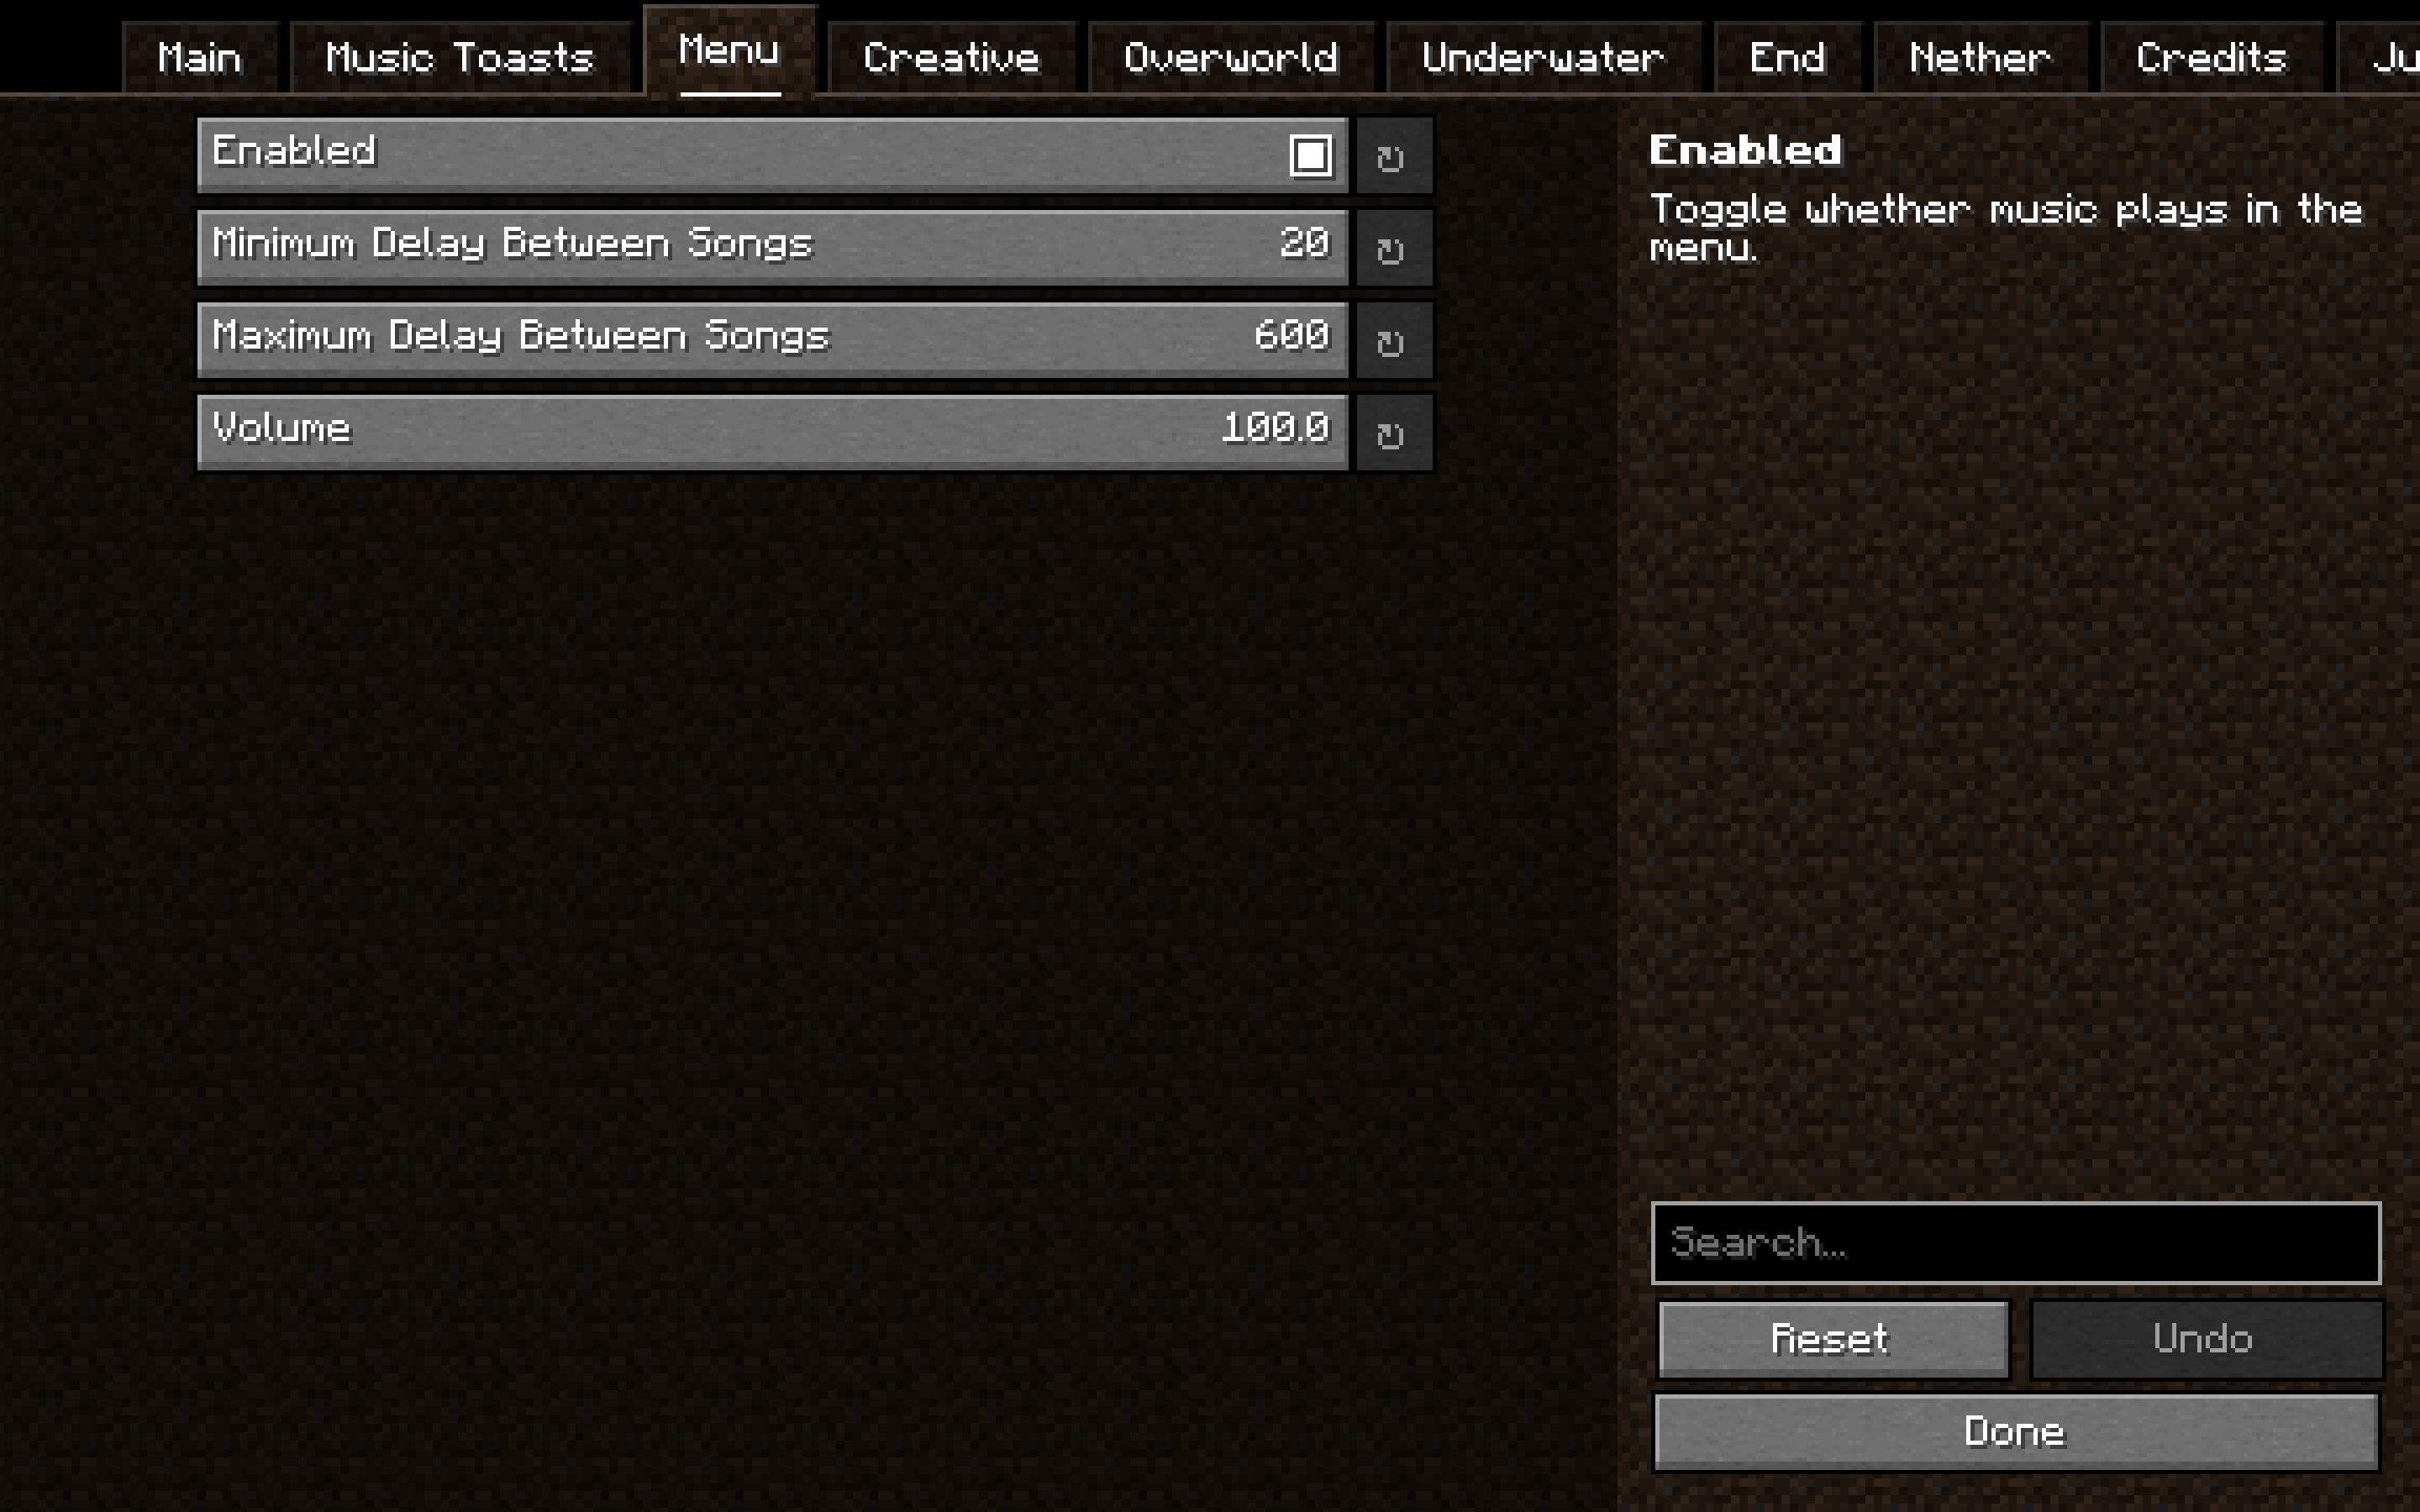 Main Music Toasts Menu Creative Overworld Underwater End Nether Credits Ju
Enabled
Minimum Delay Between Songs 20
Maximum Delay Between Songs 600
Volume 100.0
Enabled
Toggle whether music plays in the
menu.
Search...
Reset Undo
Done